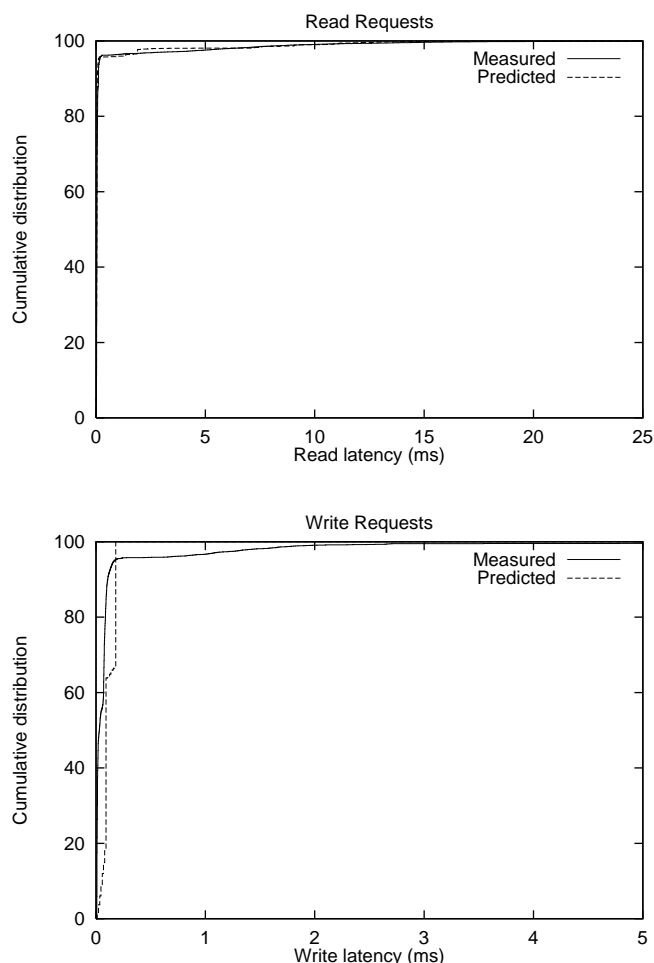 Read Requests
100
80
60
40
20
0
Cumulative distribution
Measured
Predicted
0 5 10 15 20 25
Read latency (ms)
Write Requests
100
80
60
40
20
0
Cumulative distribution
Measured
Predicted
0 1 2 3 4 5
Write latency (ms)